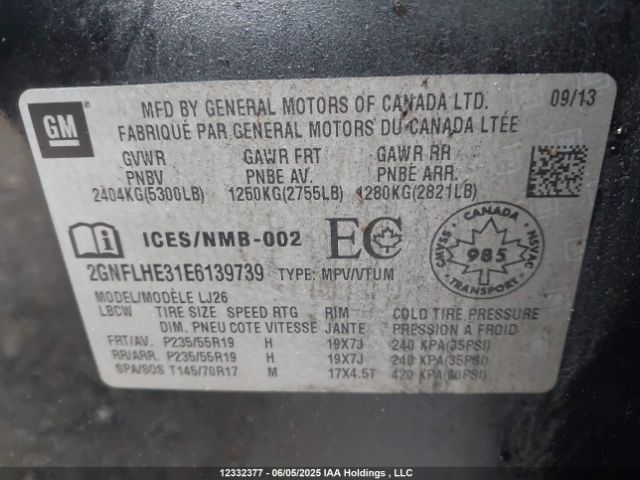 GM
MFD BY GENERAL MOTORS OF CANADA LTD. 09/13
FABRIQUÉ PAR GENERAL MOTORS DU CANADA LTÉE
GVWR GAWR FRT GAWR RR
PNBV PNBE AV. PNBE ARR.
2404KG(5300LB) 1250KG(2755LB) 1280KG(2821LB)
ICES/NMB-002 EC
CANADA
CMVSS 985 NSVAC
2GNFLHE31E6139739 TYPE: MPV/VTUM
MODEL/MODÈLE LJ26
LBCW TIRE SIZE SPEED RTG RIM COLD TIRE PRESSURE
DIM. PNEU COTE VITESSE JANTE PRESSION A FROID
FRT/AV. P235/55R19 H 19X7J 240 KPA(35PSI)
RR/ARR. P235/55R19 H 19X7J 240 KPA(35PSI)
SPA/SOS T145/70R17 M 17X4.5T 420 KPA(60PSI)
12332377 - 06/05/2025 IAA Holdings , LLC